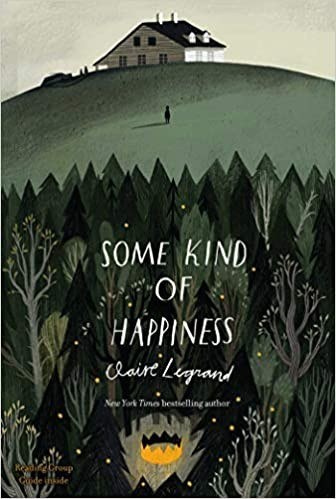 SOME KIND
OF
HAPPINESS
Claire Legrand
New York Times bestselling author
Reading Group
Guide inside